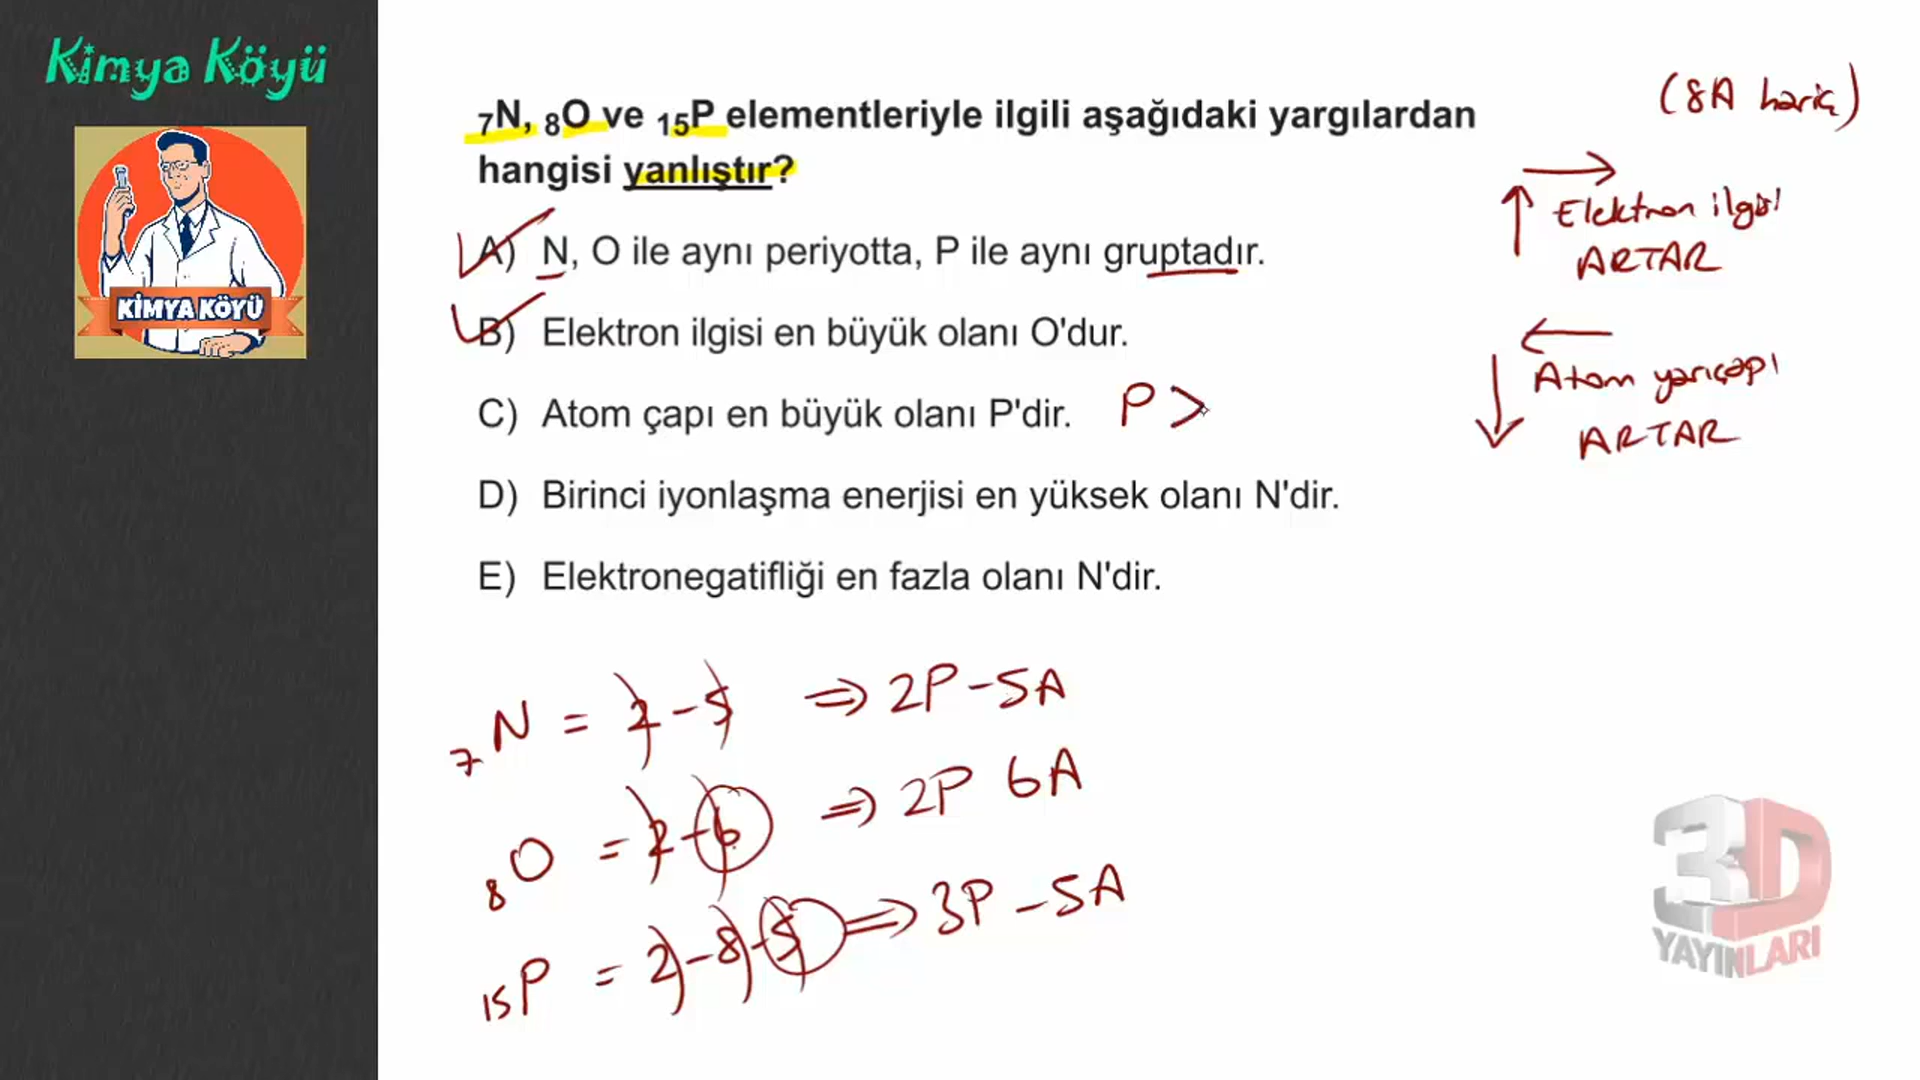 Kimya Köyü
KİMYA KÖYÜ
₇N, ₈O ve ₁₅P elementleriyle ilgili aşağıdaki yargılardan
hangisi yanlıştır?
A) N, O ile aynı periyotta, P ile aynı gruptadır.
B) Elektron ilgisi en büyük olanı O'dur.
C) Atom çapı en büyük olanı P'dir. P >
D) Birinci iyonlaşma enerjisi en yüksek olanı N'dir.
E) Elektronegatifliği en fazla olanı N'dir.
(8A hariç)
→
↑ Elektron ilgisi
ARTAR
←
↓ Atom yarıçapı
ARTAR
₇N = 2 - 5 ⇒ 2P - 5A
₈O = 2 - 6 ⇒ 2P 6A
₁₅P = 2 - 8 - 5 ⇒ 3P - 5A
3D
YAYINLARI